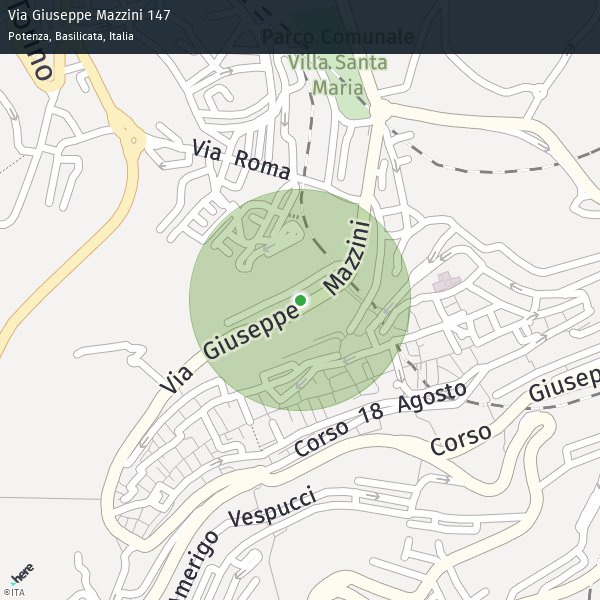 Via Giuseppe Mazzini 147
Potenza, Basilicata, Italia
Parco Comunale
Villa Santa
Maria
Via Roma
Via Giuseppe Mazzini
Corso 18 Agosto
Corso Giusep
Amerigo Vespucci
here
©ITA